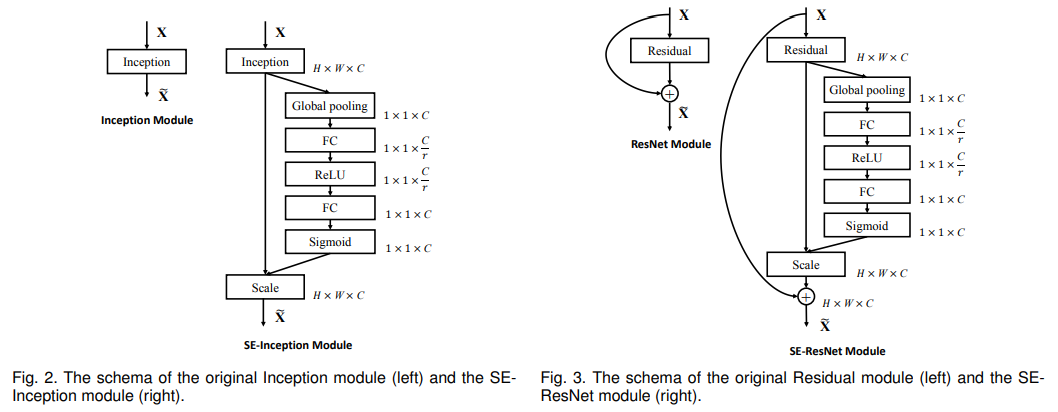 X
Inception
X̃
Inception Module
X
Inception
H × W × C
Global pooling
1 × 1 × C
FC
1 × 1 × C/r
ReLU
1 × 1 × C/r
FC
1 × 1 × C
Sigmoid
1 × 1 × C
Scale
H × W × C
X̃
SE-Inception Module
Fig. 2. The schema of the original Inception module (left) and the SE-
Inception module (right).
X
Residual
+
X̃
ResNet Module
X
Residual
H × W × C
Global pooling
1 × 1 × C
FC
1 × 1 × C/r
ReLU
1 × 1 × C/r
FC
1 × 1 × C
Sigmoid
1 × 1 × C
Scale
H × W × C
+
H × W × C
X̃
SE-ResNet Module
Fig. 3. The schema of the original Residual module (left) and the SE-
ResNet module (right).